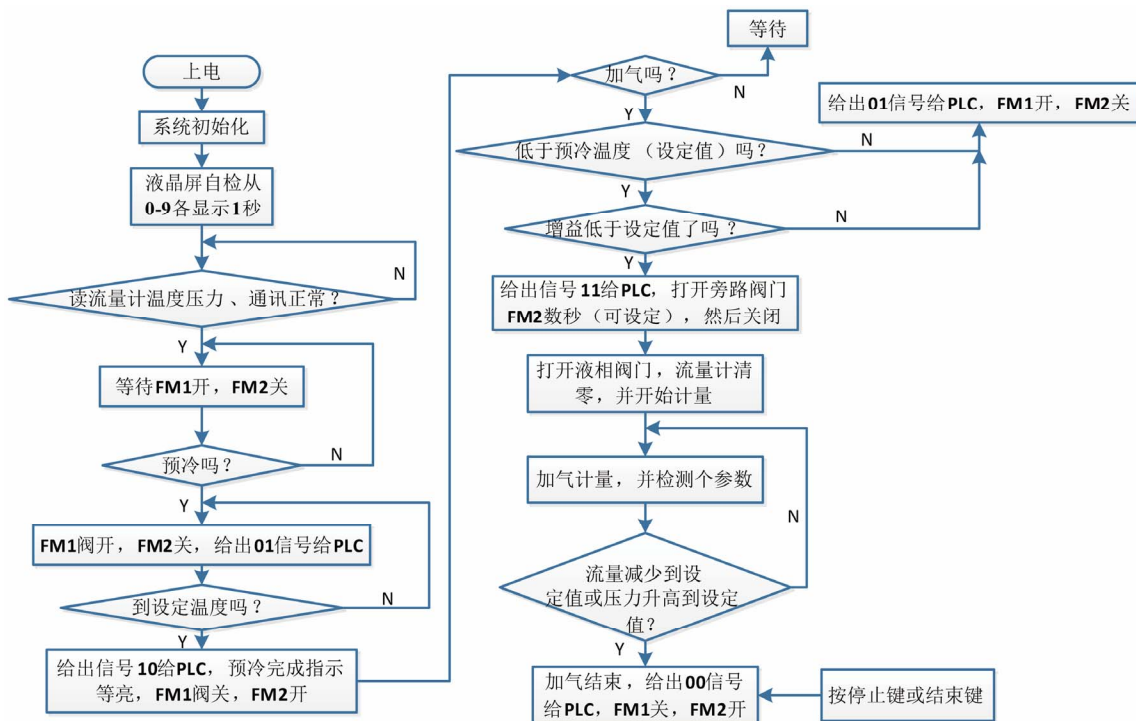 上电
系统初始化
液晶屏自检从
0-9各显示1秒
N
读流量计温度压力、通讯正常？
Y
等待FM1开，FM2关
N
预冷吗？
Y
FM1阀开，FM2关，给出01信号给PLC
N
到设定温度吗？
Y
给出信号10给PLC，预冷完成指示
等亮，FM1阀关，FM2开
等待
加气吗？
N
Y
给出01信号给PLC，FM1开，FM2关
低于预冷温度（设定值）吗？
N
Y
增益低于设定值了吗？
N
Y
给出信号11给PLC，打开旁路阀门
FM2数秒（可设定），然后关闭
打开液相阀门，流量计清
零，并开始计量
加气计量，并检测个参数
N
流量减少到设
定值或压力升高到设定
值？
Y
加气结束，给出00信号
给PLC，FM1关，FM2开
按停止键或结束键